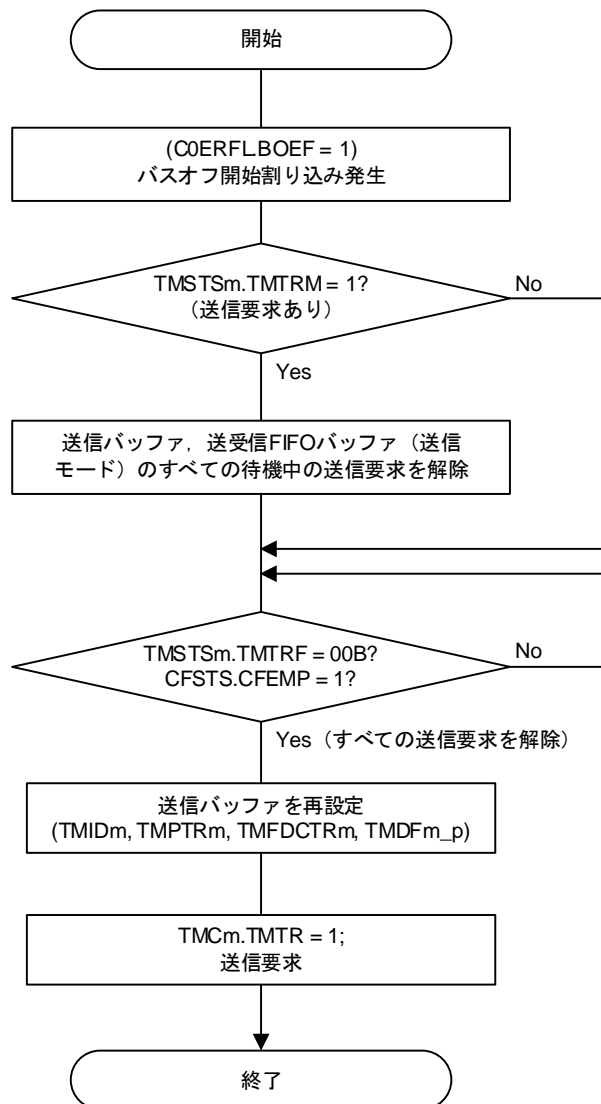 開始
(C0ERFL.BOEF = 1)
バスオフ開始割り込み発生
TMSTSm.TMTRM = 1?
（送信要求あり）
No
Yes
送信バッファ，送受信FIFOバッファ（送信
モード）のすべての待機中の送信要求を解除
TMSTSm.TMTRF = 00B?
CFSTS.CFEMP = 1?
No
Yes（すべての送信要求を解除）
送信バッファを再設定
(TMIDm, TMPTRm, TMFDCTRm, TMDFm_p)
TMCm.TMTR = 1;
送信要求
終了